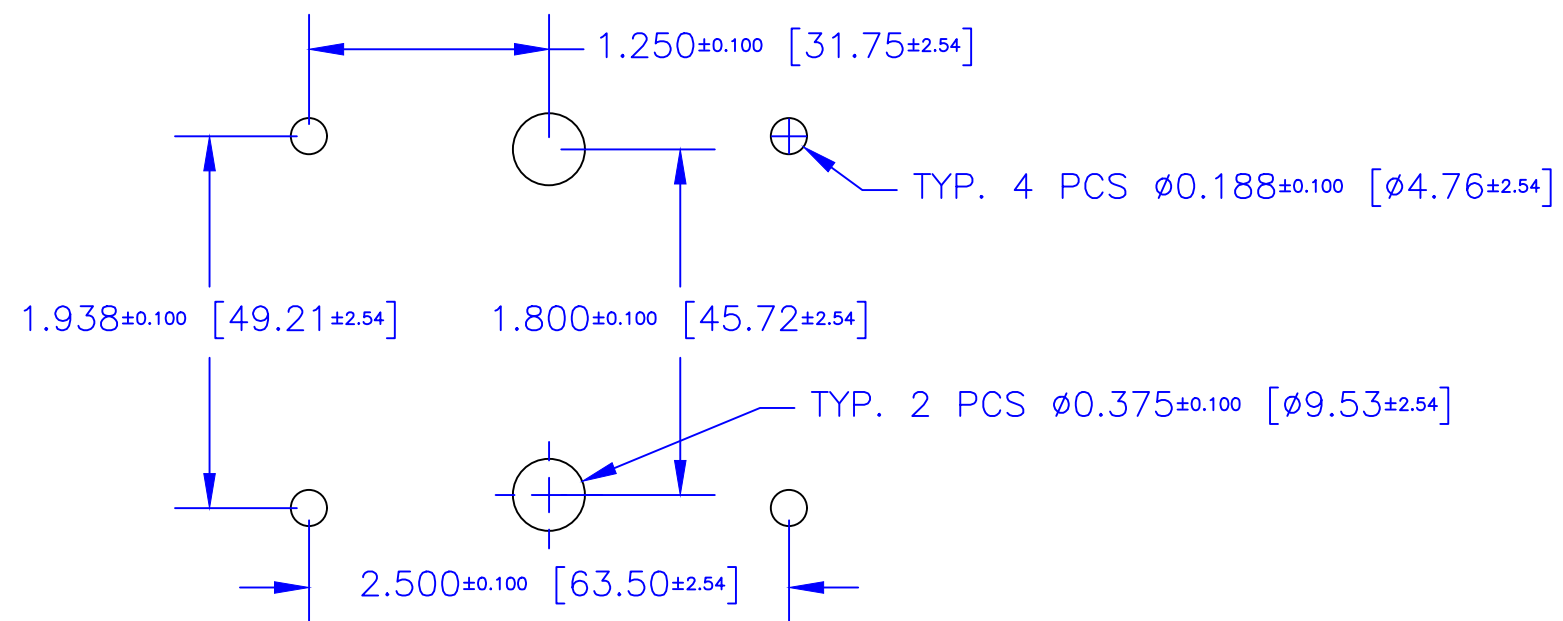 1.250±0.100 [31.75±2.54]
TYP. 4 PCS ø0.188±0.100 [ø4.76±2.54]
1.938±0.100 [49.21±2.54]
1.800±0.100 [45.72±2.54]
TYP. 2 PCS ø0.375±0.100 [ø9.53±2.54]
2.500±0.100 [63.50±2.54]